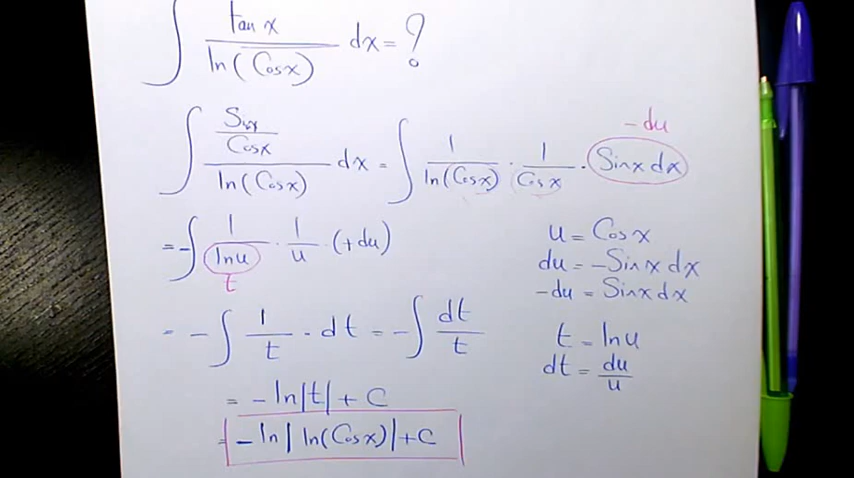 ∫ tan x / ln(Cosx) dx = ?
∫ (Sinx / Cosx) / ln(Cosx) dx = ∫ 1 / ln(Cosx) · 1 / Cosx · Sinx dx
-du
= -∫ 1 / lnu · 1 / u · (+du)
t
u = Cosx
du = -Sinx dx
-du = Sinx dx
= -∫ 1 / t · dt = -∫ dt / t
t = lnu
dt = du / u
= -ln|t| + C
= -ln| ln(Cosx)| + C